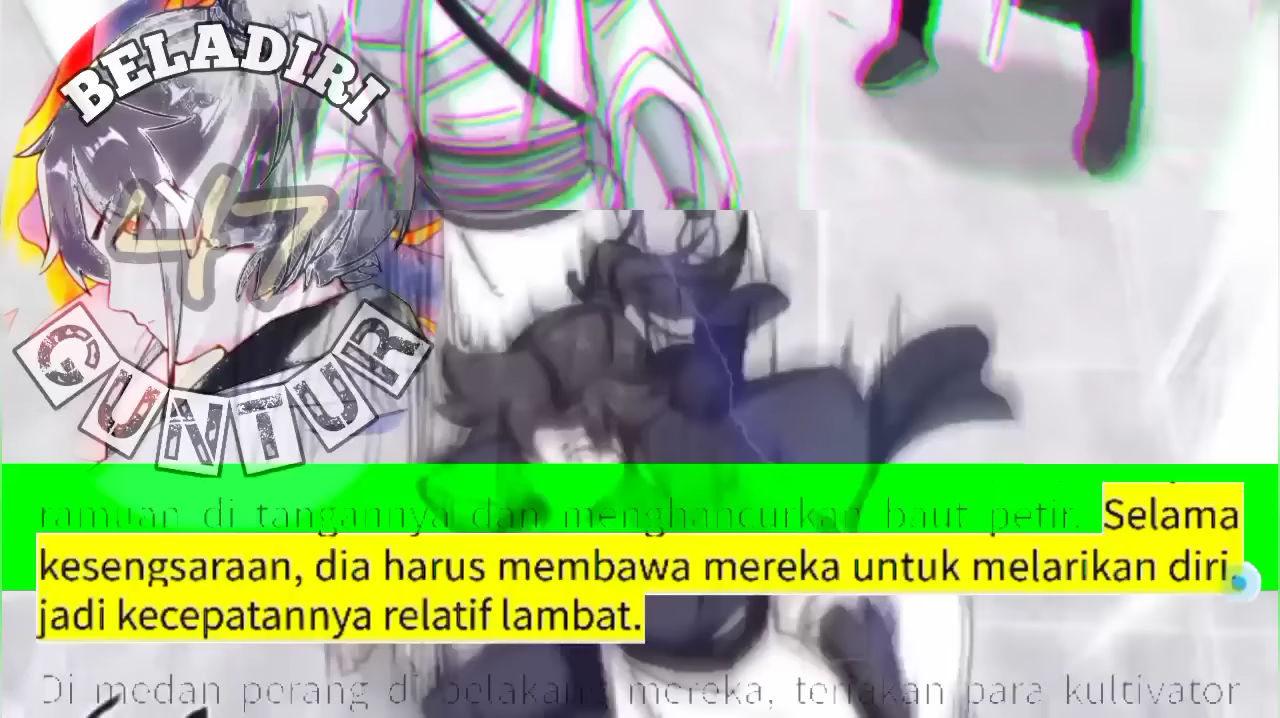 BELADIRI
47
GUNTUR
ramuan di tangannya dan menghancurkan baut petir. Selama
kesengsaraan, dia harus membawa mereka untuk melarikan diri,
jadi kecepatannya relatif lambat.
Di medan perang di belakang mereka, teriakan para kultivator